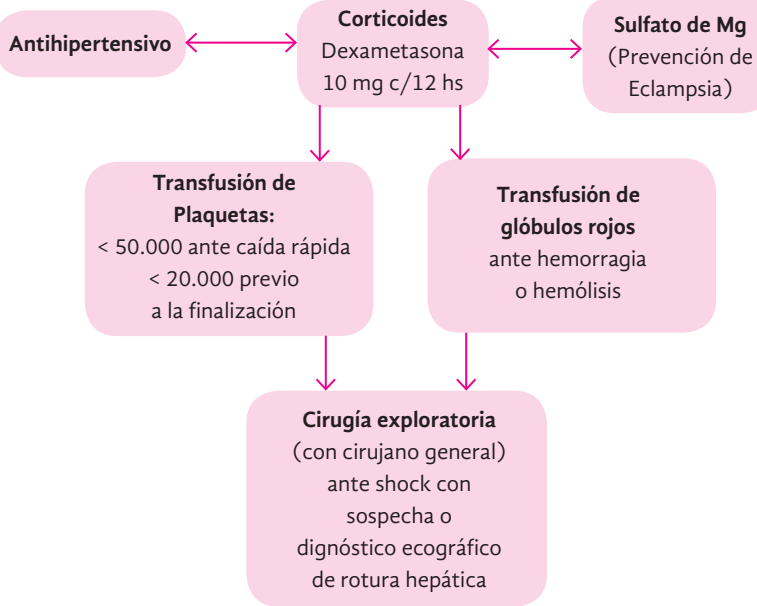 Antihipertensivo
Corticoides
Dexametasona
10 mg c/12 hs
Sulfato de Mg
(Prevención de
Eclampsia)
Transfusión de
Plaquetas:
< 50.000 ante caída rápida
< 20.000 previo
a la finalización
Transfusión de
glóbulos rojos
ante hemorragia
o hemólisis
Cirugía exploratoria
(con cirujano general)
ante shock con
sospecha o
dignóstico ecográfico
de rotura hepática